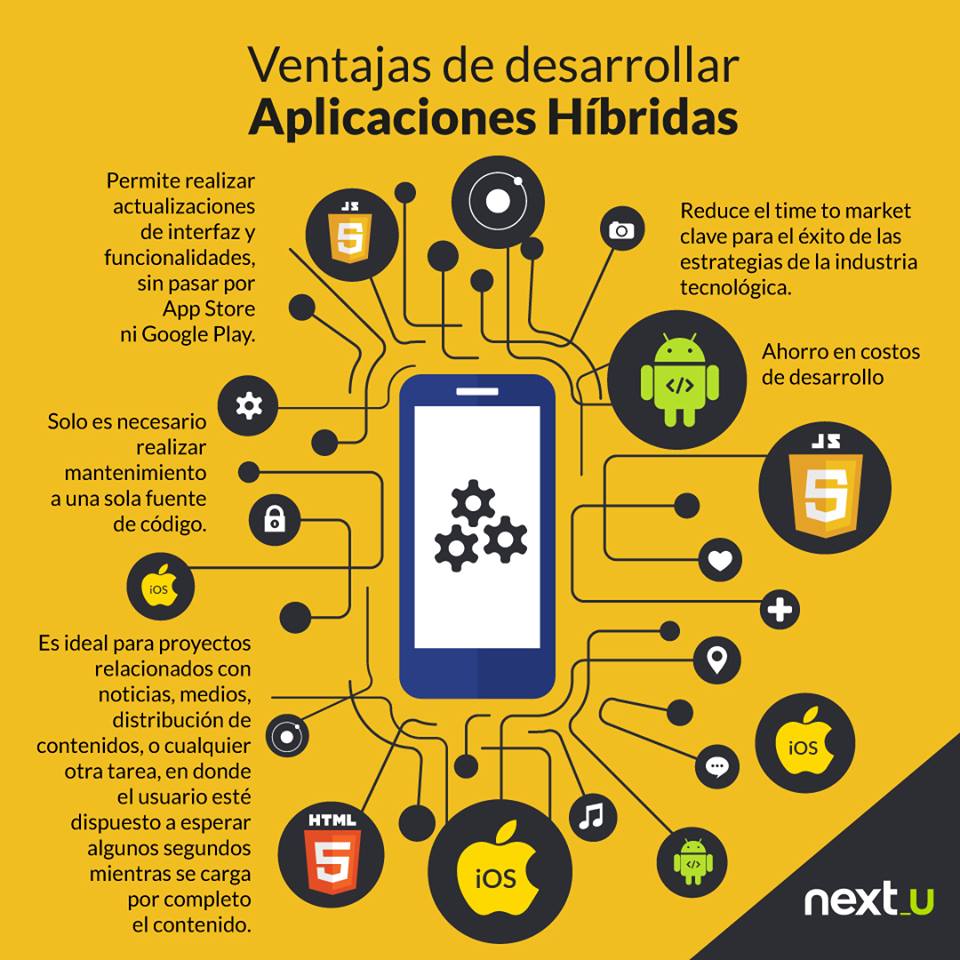 Ventajas de desarrollar
Aplicaciones Híbridas
Permite realizar
actualizaciones
de interfaz y
funcionalidades,
sin pasar por
App Store
ni Google Play.
JS
5
Reduce el time to market
clave para el éxito de las
estrategias de la industria
tecnológica.
</>
Ahorro en costos
de desarrollo
Solo es necesario
realizar
mantenimiento
a una sola fuente
de código.
JS
5
iOS
Es ideal para proyectos
relacionados con
noticias, medios,
distribución de
contenidos, o cualquier
otra tarea, en donde
el usuario esté
dispuesto a esperar
algunos segundos
mientras se carga
por completo
el contenido.
iOS
HTML
5
iOS
</>
next_u